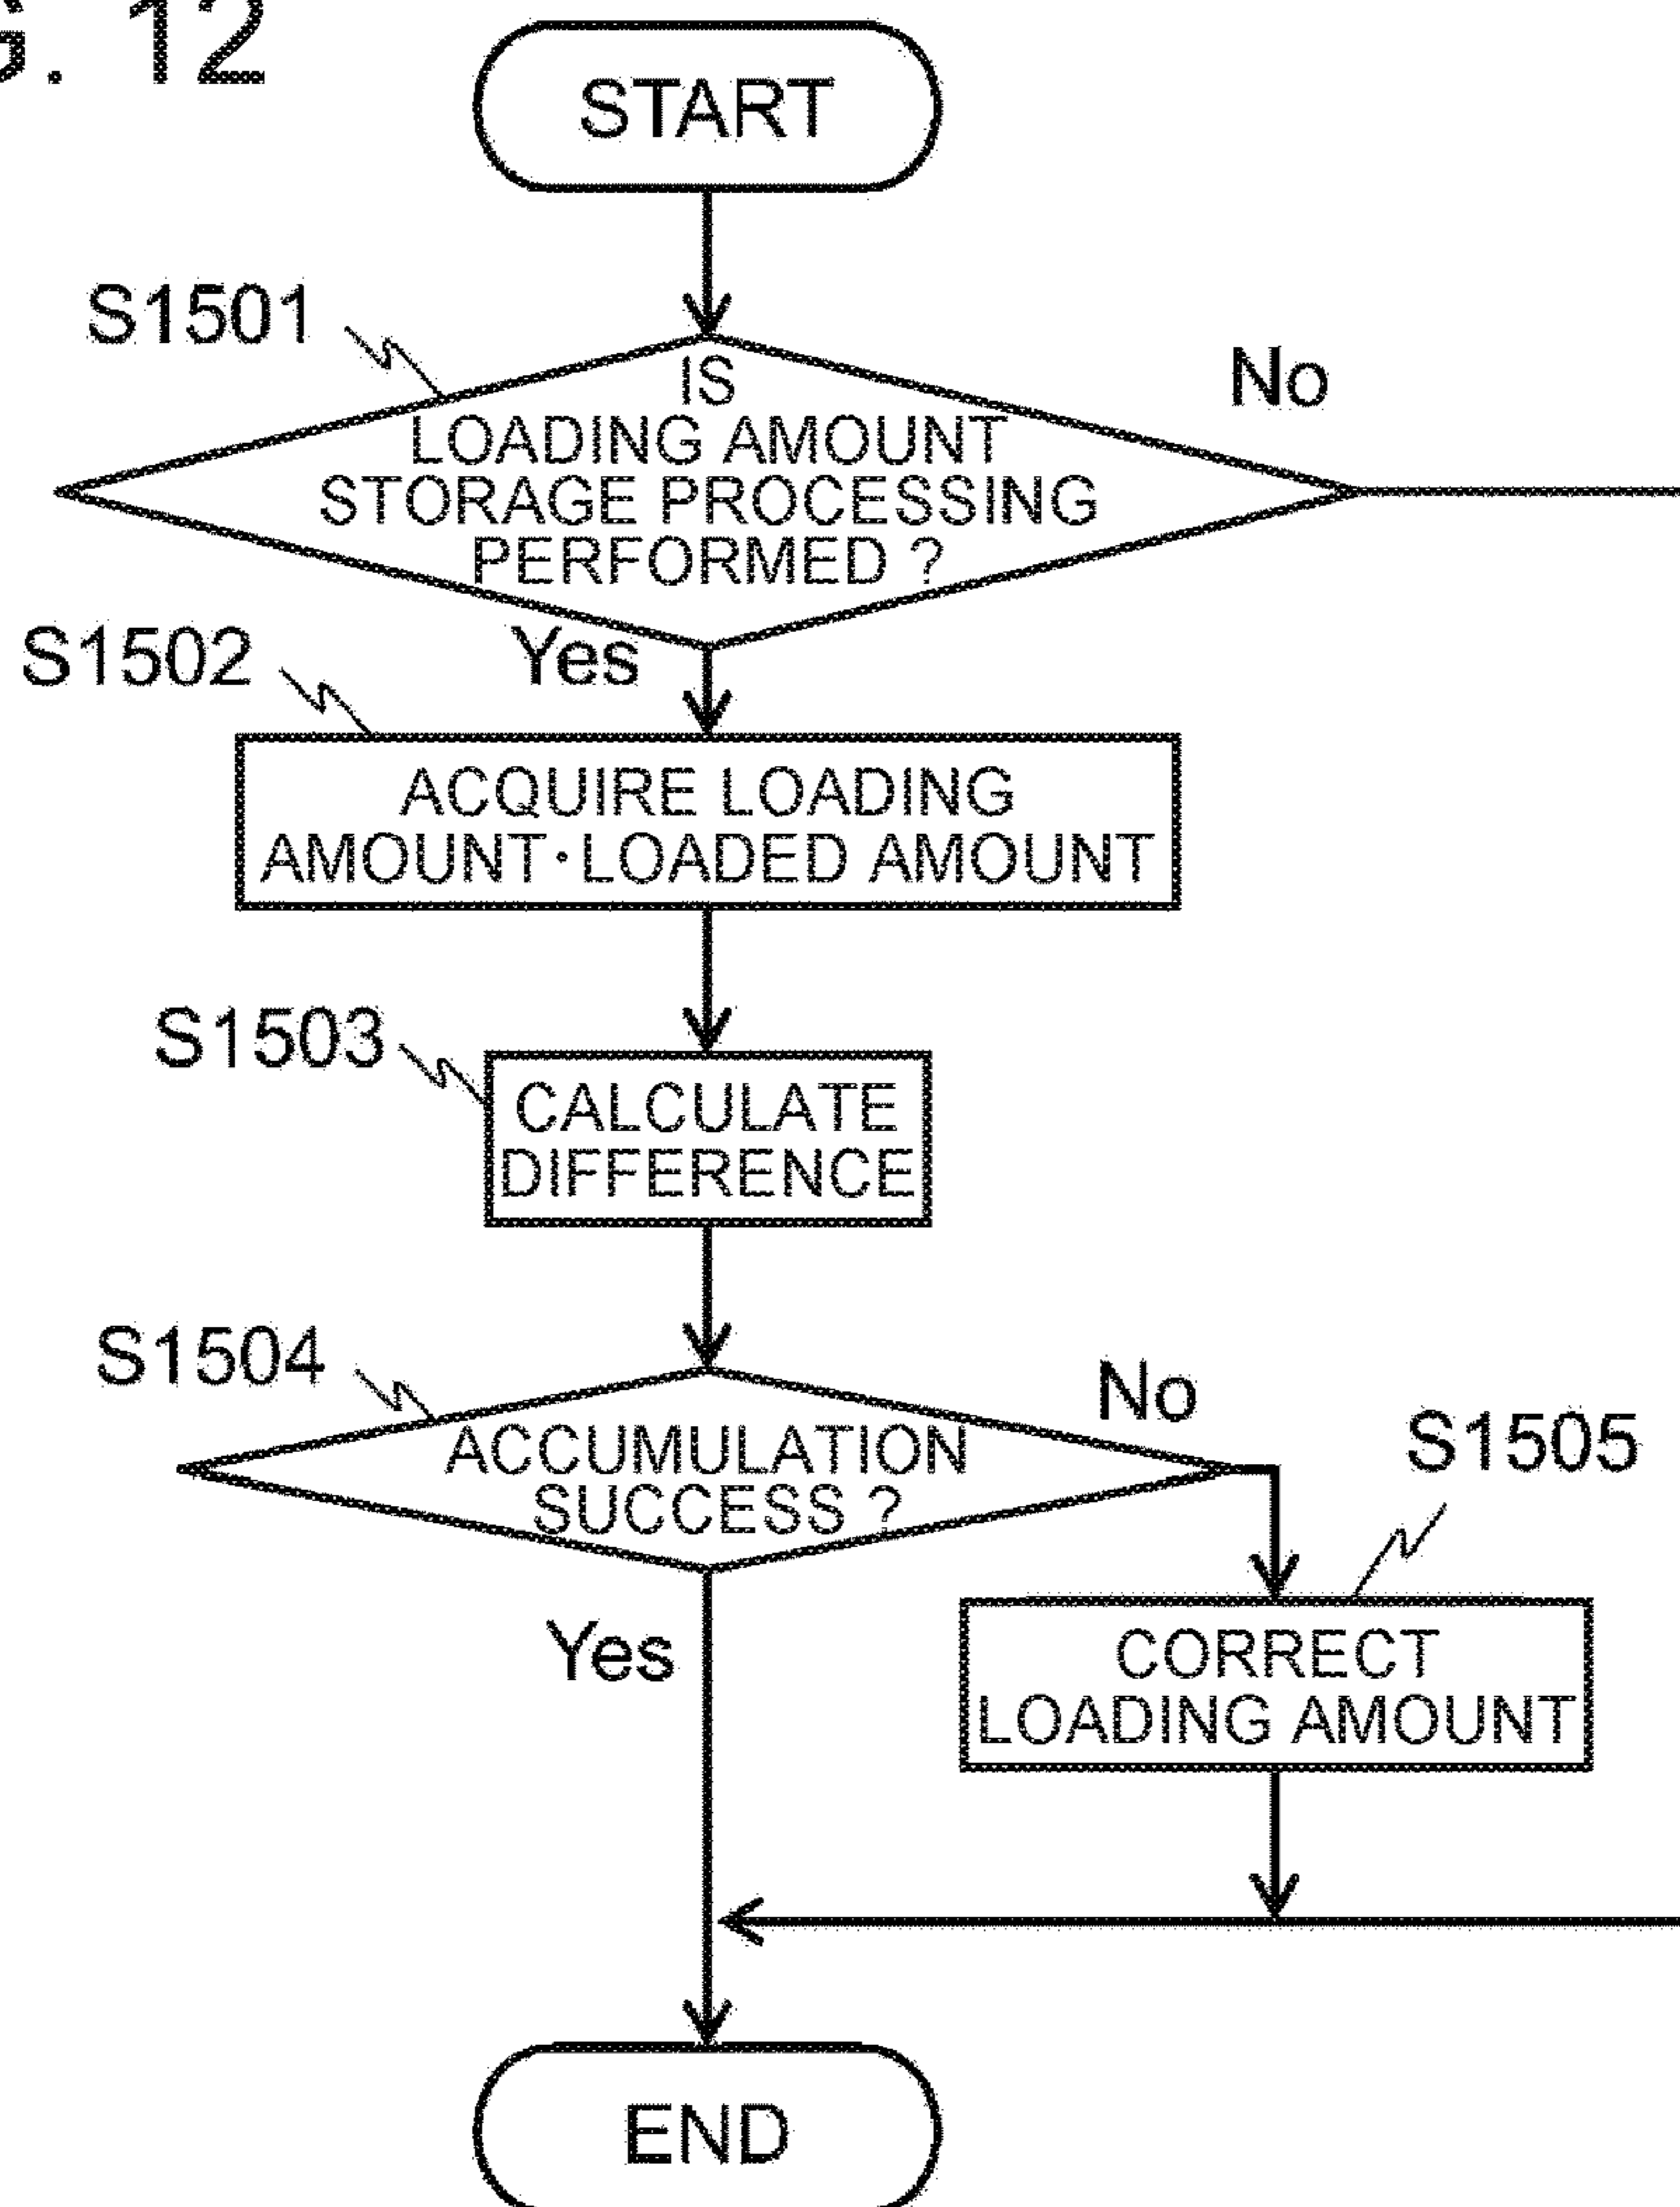 G. 12
START
S1501
IS
LOADING AMOUNT
STORAGE PROCESSING
PERFORMED ?
No
S1502
Yes
ACQUIRE LOADING
AMOUNT·LOADED AMOUNT
S1503
CALCULATE
DIFFERENCE
S1504
ACCUMULATION
SUCCESS ?
No
S1505
Yes
CORRECT
LOADING AMOUNT
END